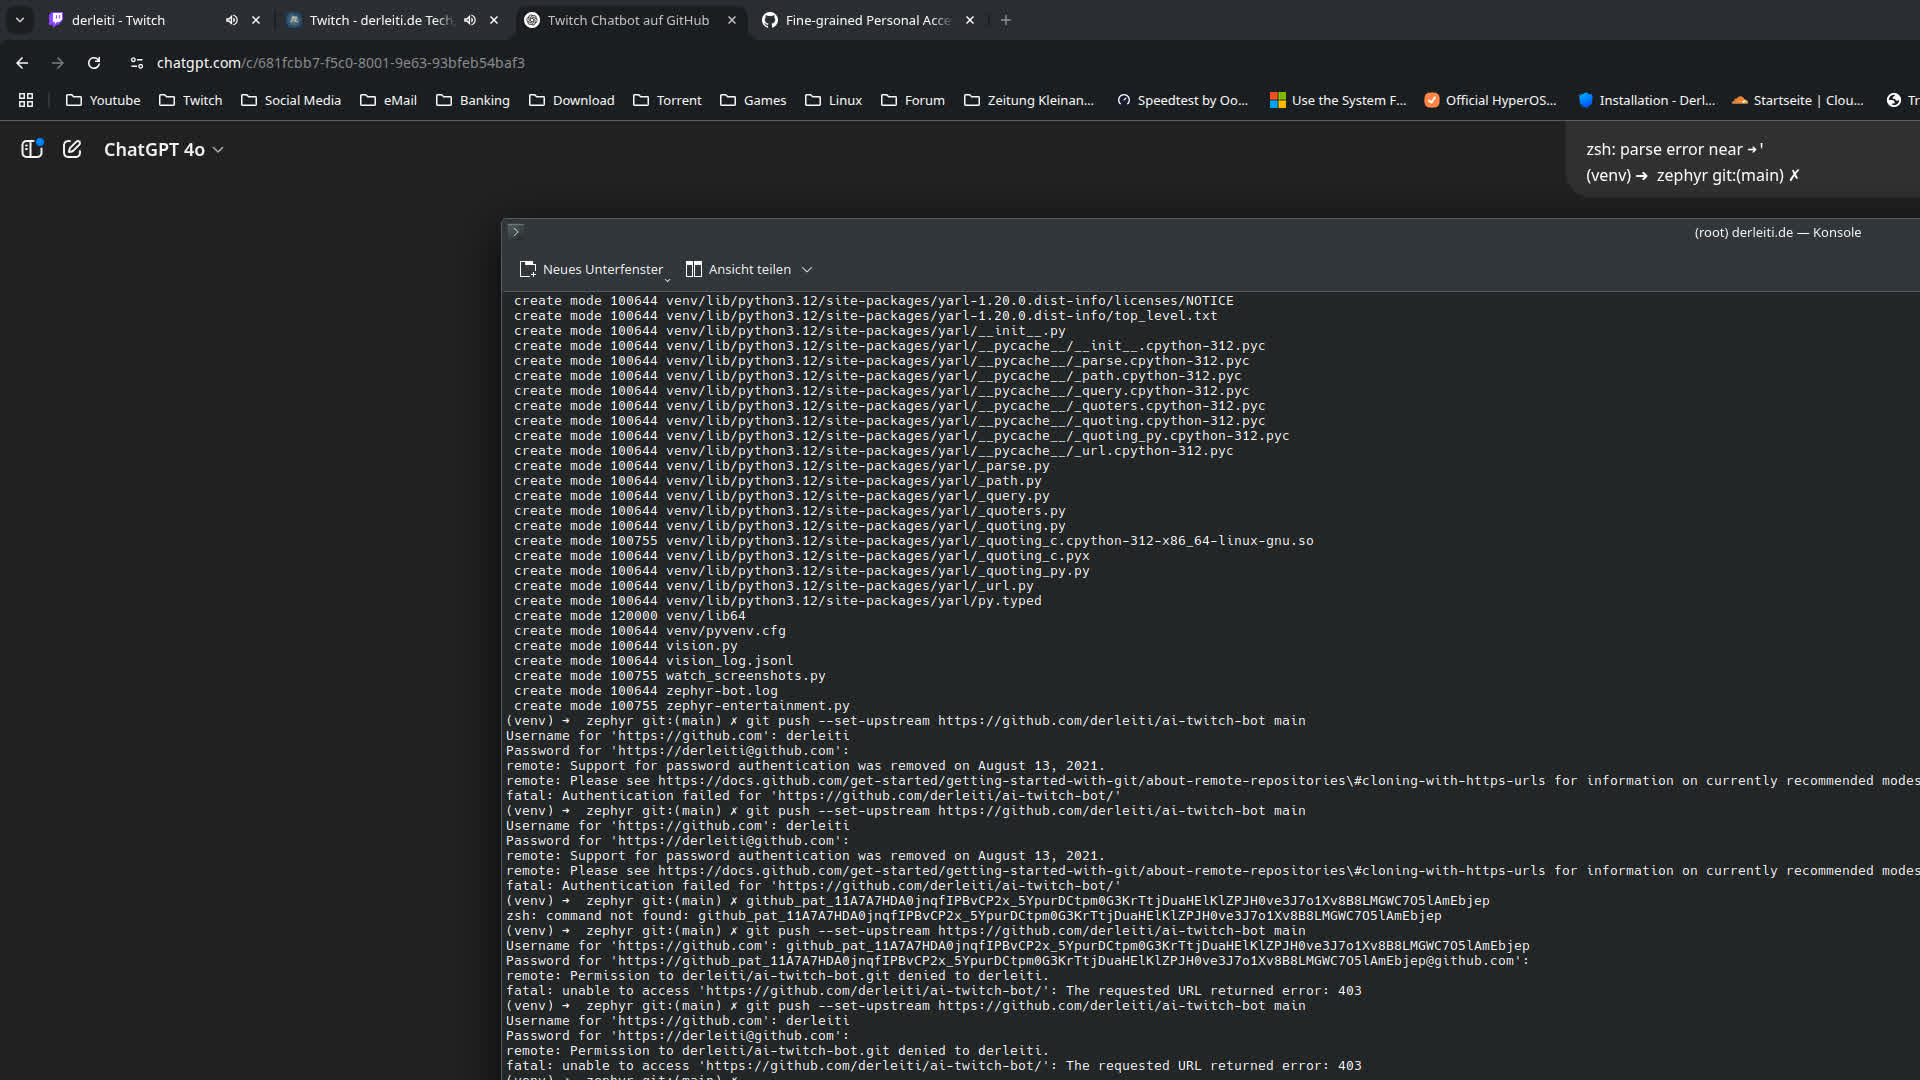 derleiti - Twitch
Twitch - derleiti.de Tech
Twitch Chatbot auf GitHub
Fine-grained Personal Acce
chatgpt.com/c/681fcbb7-f5c0-8001-9e63-93bfeb54baf3
Youtube
Twitch
Social Media
eMail
Banking
Download
Torrent
Games
Linux
Forum
Zeitung Kleinan...
Speedtest by Oo...
Use the System F...
Official HyperOS...
Installation - Derl...
Startseite | Clou...
Tr
ChatGPT 4o
zsh: parse error near ➜'
(venv) ➜ zephyr git:(main) ✗
(root) derleiti.de — Konsole
Neues Unterfenster
Ansicht teilen
create mode 100644 venv/lib/python3.12/site-packages/yarl-1.20.0.dist-info/licenses/NOTICE
create mode 100644 venv/lib/python3.12/site-packages/yarl-1.20.0.dist-info/top_level.txt
create mode 100644 venv/lib/python3.12/site-packages/yarl/__init__.py
create mode 100644 venv/lib/python3.12/site-packages/yarl/__pycache__/__init__.cpython-312.pyc
create mode 100644 venv/lib/python3.12/site-packages/yarl/__pycache__/_parse.cpython-312.pyc
create mode 100644 venv/lib/python3.12/site-packages/yarl/__pycache__/_path.cpython-312.pyc
create mode 100644 venv/lib/python3.12/site-packages/yarl/__pycache__/_query.cpython-312.pyc
create mode 100644 venv/lib/python3.12/site-packages/yarl/__pycache__/_quoters.cpython-312.pyc
create mode 100644 venv/lib/python3.12/site-packages/yarl/__pycache__/_quoting.cpython-312.pyc
create mode 100644 venv/lib/python3.12/site-packages/yarl/__pycache__/_quoting_py.cpython-312.pyc
create mode 100644 venv/lib/python3.12/site-packages/yarl/__pycache__/_url.cpython-312.pyc
create mode 100644 venv/lib/python3.12/site-packages/yarl/_parse.py
create mode 100644 venv/lib/python3.12/site-packages/yarl/_path.py
create mode 100644 venv/lib/python3.12/site-packages/yarl/_query.py
create mode 100644 venv/lib/python3.12/site-packages/yarl/_quoters.py
create mode 100644 venv/lib/python3.12/site-packages/yarl/_quoting.py
create mode 100755 venv/lib/python3.12/site-packages/yarl/_quoting_c.cpython-312-x86_64-linux-gnu.so
create mode 100644 venv/lib/python3.12/site-packages/yarl/_quoting_c.pyx
create mode 100644 venv/lib/python3.12/site-packages/yarl/_quoting_py.py
create mode 100644 venv/lib/python3.12/site-packages/yarl/_url.py
create mode 100644 venv/lib/python3.12/site-packages/yarl/py.typed
create mode 120000 venv/lib64
create mode 100644 venv/pyvenv.cfg
create mode 100644 vision.py
create mode 100644 vision_log.jsonl
create mode 100755 watch_screenshots.py
create mode 100644 zephyr-bot.log
create mode 100755 zephyr-entertainment.py
(venv) ➜ zephyr git:(main) ✗ git push --set-upstream https://github.com/derleiti/ai-twitch-bot main
Username for 'https://github.com': derleiti
Password for 'https://derleiti@github.com':
remote: Support for password authentication was removed on August 13, 2021.
remote: Please see https://docs.github.com/get-started/getting-started-with-git/about-remote-repositories\#cloning-with-https-urls for information on currently recommended modes
fatal: Authentication failed for 'https://github.com/derleiti/ai-twitch-bot/'
(venv) ➜ zephyr git:(main) ✗ git push --set-upstream https://github.com/derleiti/ai-twitch-bot main
Username for 'https://github.com': derleiti
Password for 'https://derleiti@github.com':
remote: Support for password authentication was removed on August 13, 2021.
remote: Please see https://docs.github.com/get-started/getting-started-with-git/about-remote-repositories\#cloning-with-https-urls for information on currently recommended modes
fatal: Authentication failed for 'https://github.com/derleiti/ai-twitch-bot/'
(venv) ➜ zephyr git:(main) ✗
zsh: command not found:
(venv) ➜ zephyr git:(main) ✗ git push --set-upstream https://github.com/derleiti/ai-twitch-bot main
Username for 'https://github.com':
Password for
remote: Permission to derleiti/ai-twitch-bot.git denied to derleiti.
fatal: unable to access 'https://github.com/derleiti/ai-twitch-bot/': The requested URL returned error: 403
(venv) ➜ zephyr git:(main) ✗ git push --set-upstream https://github.com/derleiti/ai-twitch-bot main
Username for 'https://github.com': derleiti
Password for 'https://derleiti@github.com':
remote: Permission to derleiti/ai-twitch-bot.git denied to derleiti.
fatal: unable to access 'https://github.com/derleiti/ai-twitch-bot/': The requested URL returned error: 403